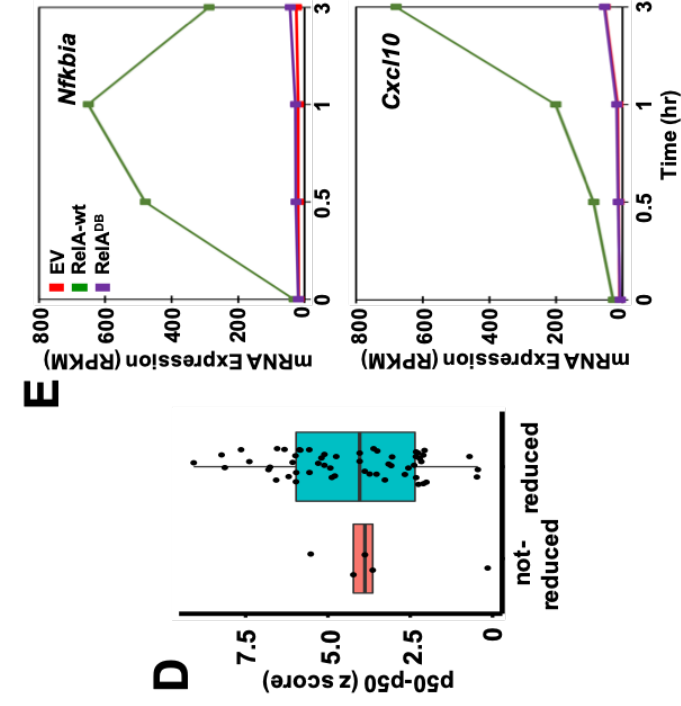 D
p50-p50 (z score)
7.5
5.0
2.5
0
not-
reduced
reduced
E
mRNA Expression (RPKM)
800
600
400
200
0
EV
RelA-wt
RelA^DB
Nfkbia
0
0.5
1
3
mRNA Expression (RPKM)
800
600
400
200
0
Cxcl10
0
0.5
1
3
Time (hr)